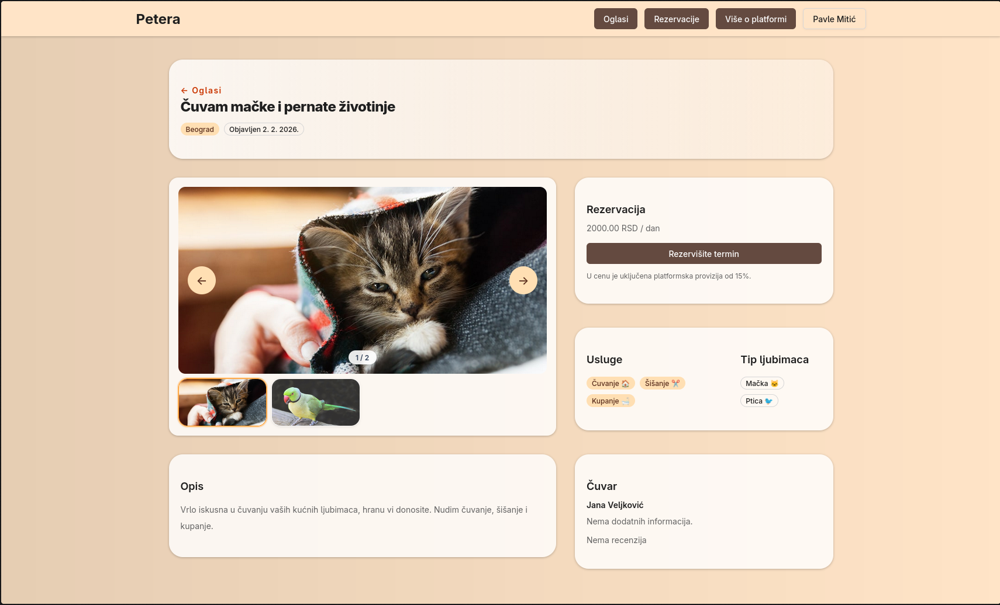 Petera
Oglasi
Rezervacije
Više o platformi
Pavle Mitić
← Oglasi
Čuvam mačke i pernate životinje
Beograd
Objavljen 2. 2. 2026.
1 / 2
Rezervacija
2000.00 RSD / dan
Rezervišite termin
U cenu je uključena platformska provizija od 15%.
Usluge
Čuvanje 🏠
Šišanje ✂️
Kupanje 🛁
Tip ljubimaca
Mačka 🐱
Ptica 🐦
Opis
Vrlo iskusna u čuvanju vaših kućnih ljubimaca, hranu vi donosite. Nudim čuvanje, šišanje i
kupanje.
Čuvar
Jana Veljković
Nema dodatnih informacija.
Nema recenzija